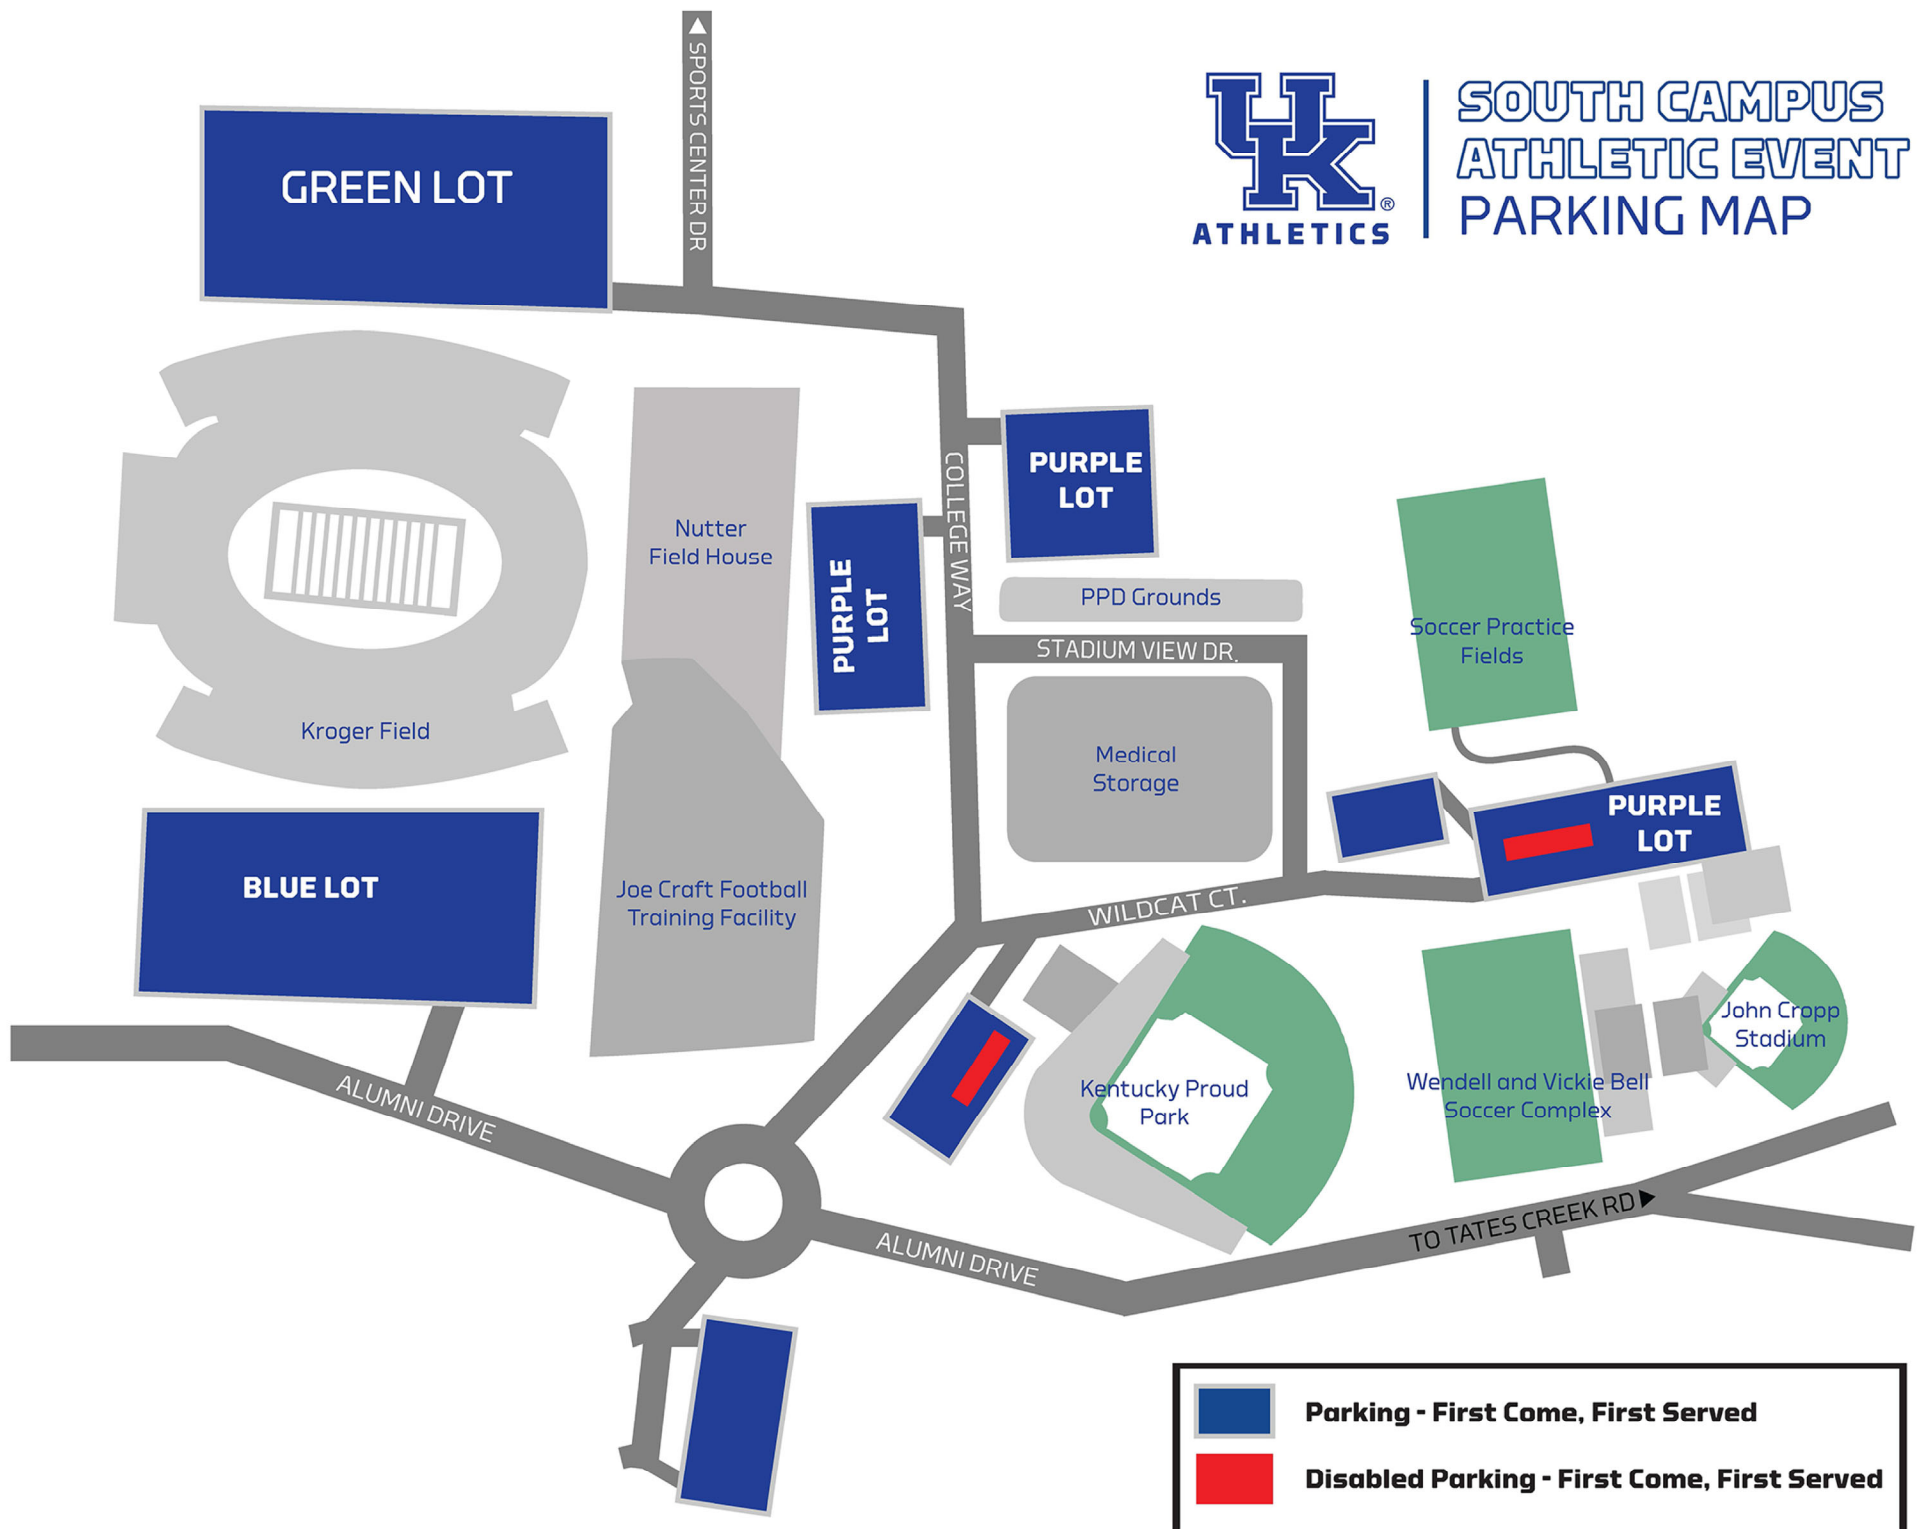 SPORTS CENTER DR
UK
®
ATHLETICS
SOUTH CAMPUS
ATHLETIC EVENT
PARKING MAP
GREEN LOT
PURPLE
LOT
COLLEGE WAY
Nutter
Field House
PURPLE
LOT
PPD Grounds
STADIUM VIEW DR.
Soccer Practice
Fields
Kroger Field
Medical
Storage
PURPLE
LOT
BLUE LOT
Joe Craft Football
Training Facility
WILDCAT CT.
John Cropp
Stadium
Kentucky Proud
Park
Wendell and Vickie Bell
Soccer Complex
ALUMNI DRIVE
ALUMNI DRIVE
TO TATES CREEK RD
Parking - First Come, First Served
Disabled Parking - First Come, First Served